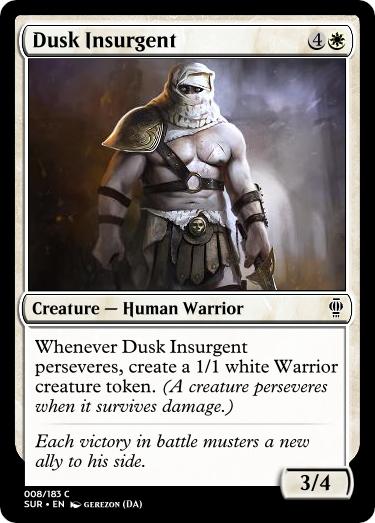 Dusk Insurgent 4
Creature — Human Warrior
Whenever Dusk Insurgent
perseveres, create a 1/1 white Warrior
creature token. (A creature perseveres
when it survives damage.)
Each victory in battle musters a new
ally to his side.
3/4
008/183 C
SUR • EN GEREZON (DA)